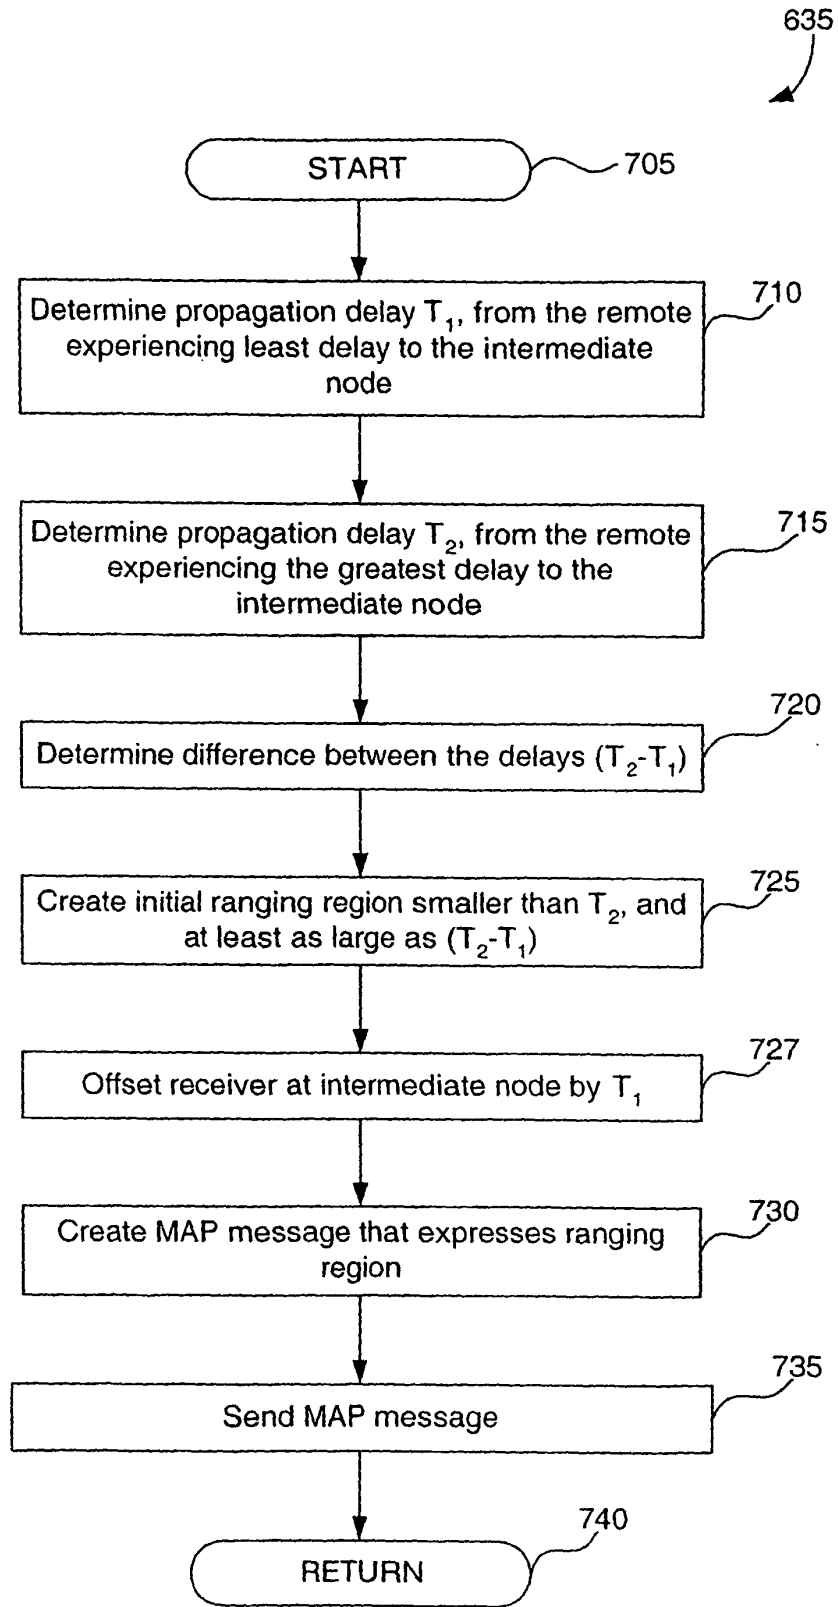 635
START
705
Determine propagation delay T₁, from the remote
experiencing least delay to the intermediate
node
710
Determine propagation delay T₂, from the remote
experiencing the greatest delay to the
intermediate node
715
Determine difference between the delays (T₂-T₁)
720
Create initial ranging region smaller than T₂, and
at least as large as (T₂-T₁)
725
Offset receiver at intermediate node by T₁
727
Create MAP message that expresses ranging
region
730
Send MAP message
735
RETURN
740